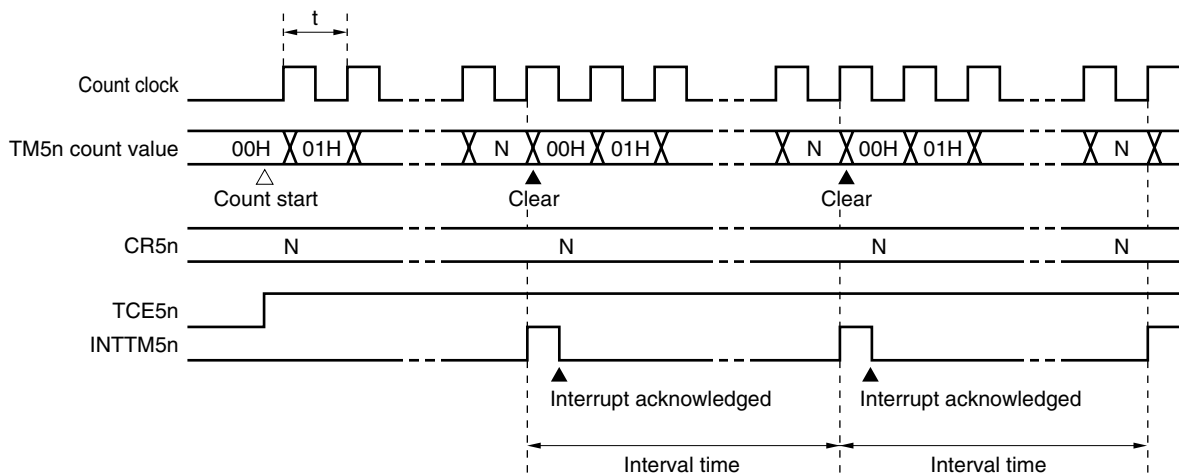 t
Count clock
TM5n count value 00H 01H N 00H 01H N 00H 01H N
Count start Clear Clear
CR5n N N N N
TCE5n
INTTM5n
Interrupt acknowledged Interrupt acknowledged
Interval time Interval time